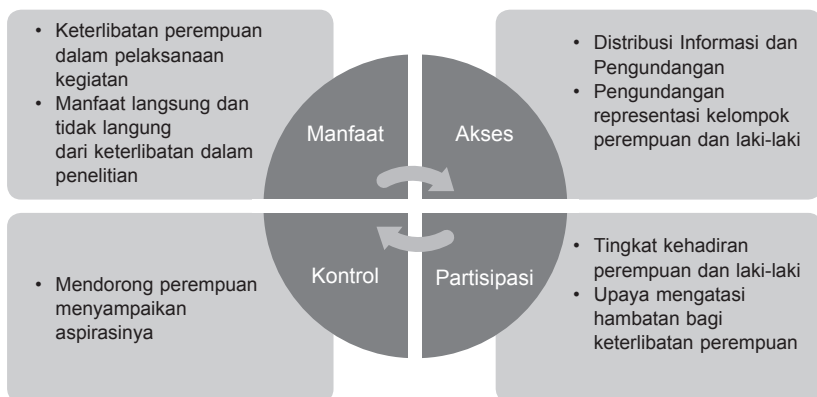 • Keterlibatan perempuan
dalam pelaksanaan
kegiatan
• Manfaat langsung dan
tidak langung
dari keterlibatan dalam
penelitian
Manfaat
Akses
• Distribusi Informasi dan
Pengundangan
• Pengundangan
representasi kelompok
perempuan dan laki-laki
• Mendorong perempuan
menyampaikan
aspirasinya
Kontrol
Partisipasi
• Tingkat kehadiran
perempuan dan laki-laki
• Upaya mengatasi
hambatan bagi
keterlibatan perempuan